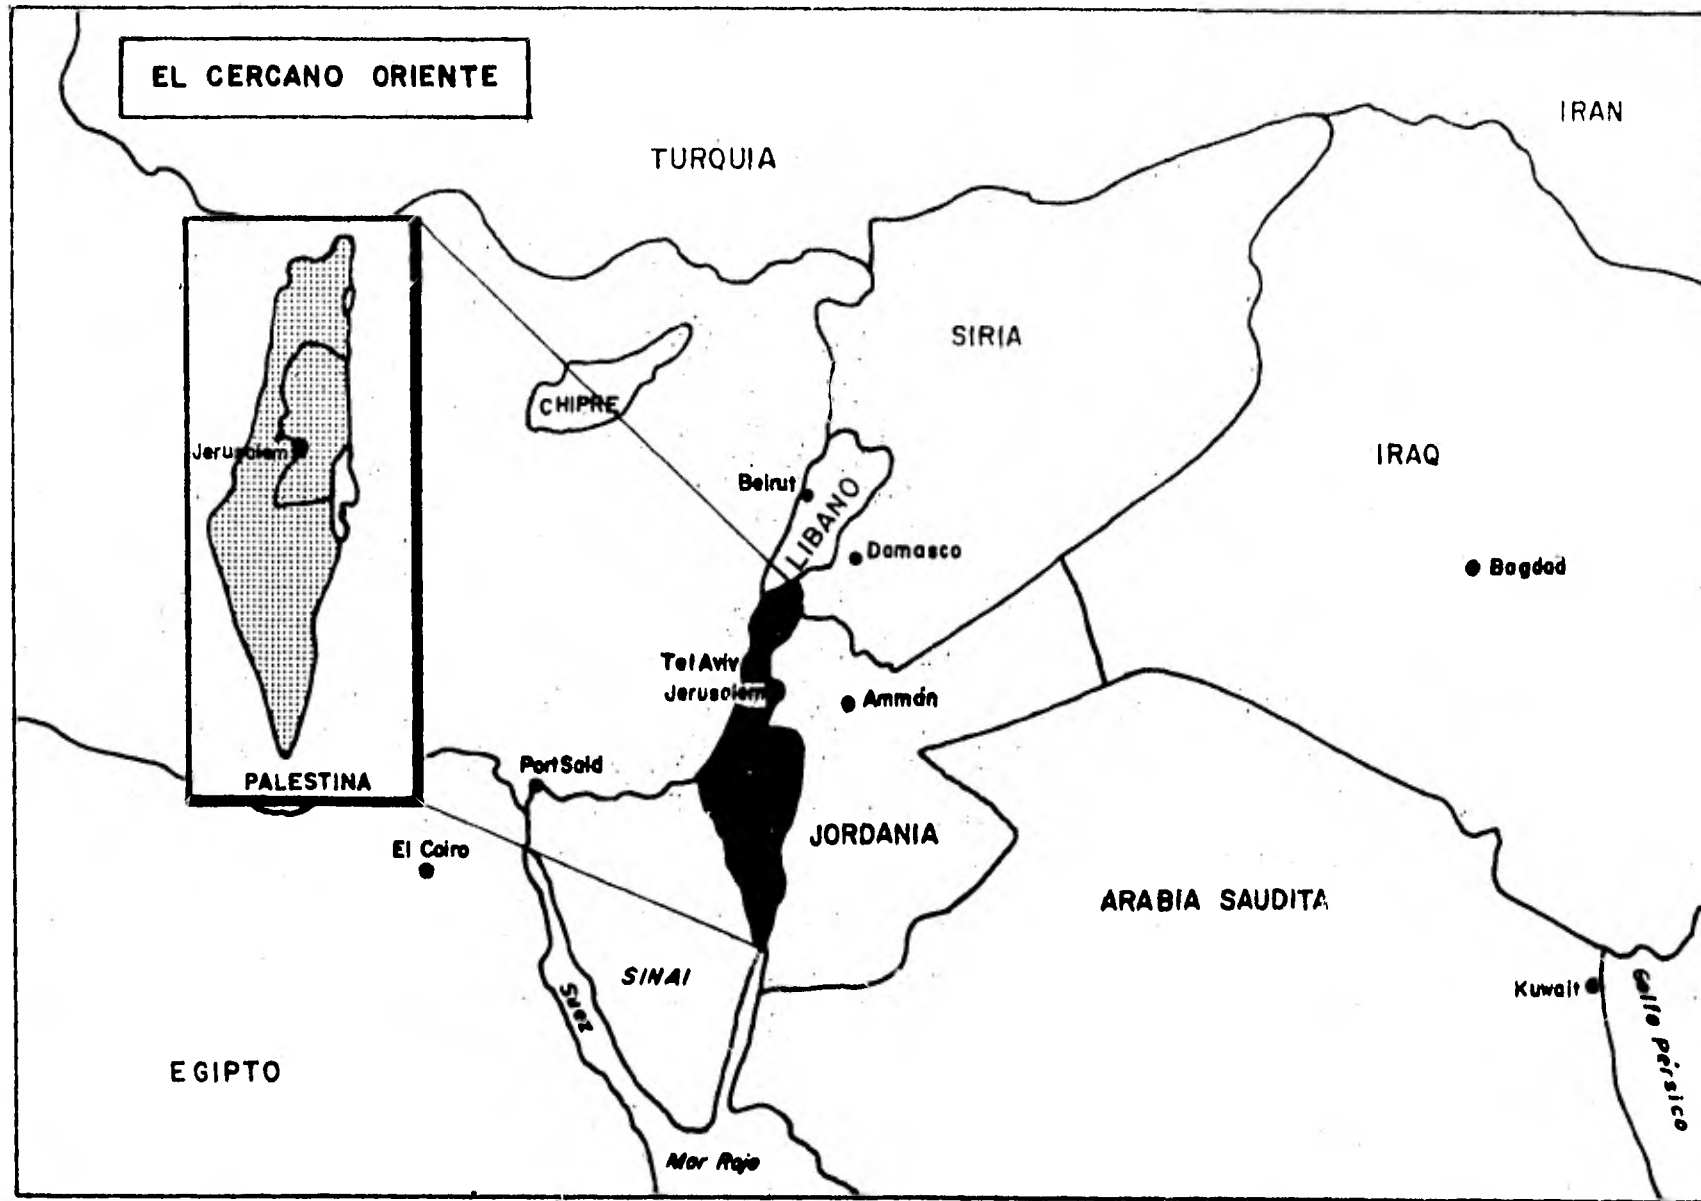 EL CERCANO ORIENTE
IRAN
TURQUIA
SIRIA
CHIPRE
IRAQ
Jerusalem
Beirut
LIBANO
Damasco
Bagdad
Tel Aviv
Jerusalem
Ammán
PALESTINA
Port Said
El Cairo
JORDANIA
ARABIA SAUDITA
SINAI
Suez
Kuwait
Golfo Pérsico
EGIPTO
Mar Rojo